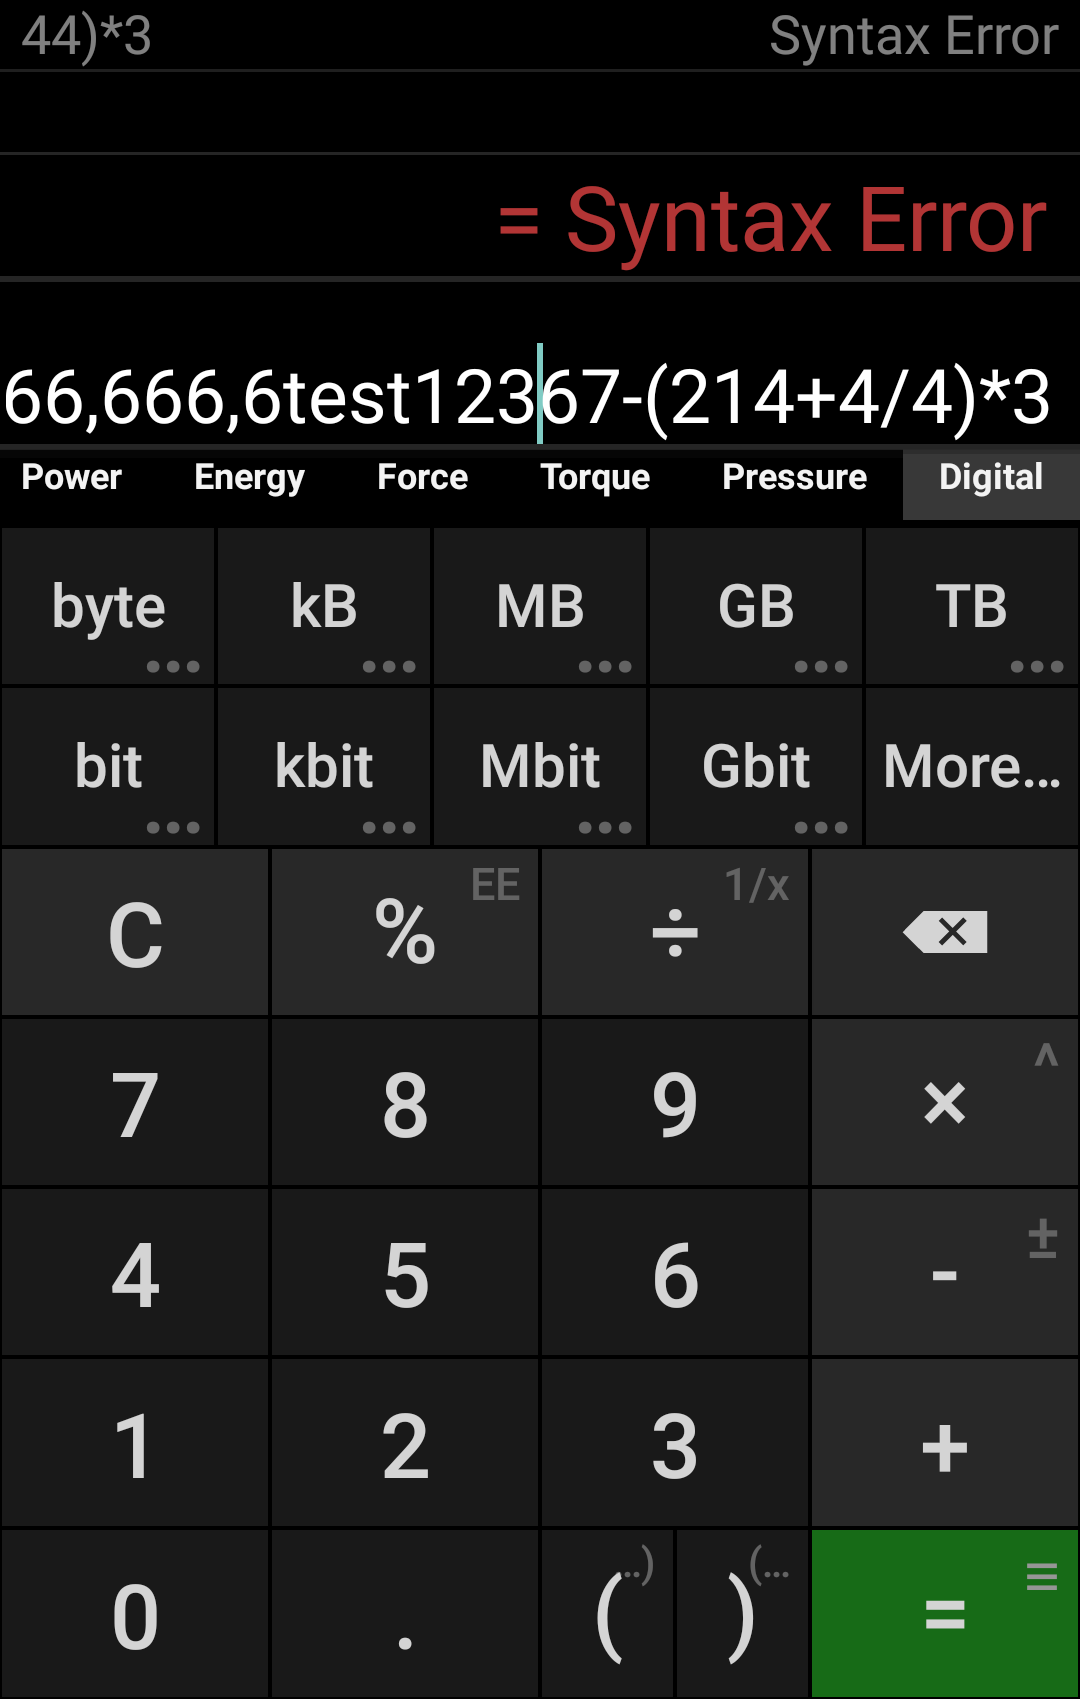 44)*3 Syntax Error
= Syntax Error
66,666,6test12367-(214+4/4)*3
Power Energy Force Torque Pressure Digital
byte kB MB GB TB
... ... ... ... ...
bit kbit Mbit Gbit More...
... ... ... ...
EE 1/x
C % ÷
^
7 8 9 ×
±
4 5 6 -
1 2 3 +
..) (... ≡
0 . ( ) =